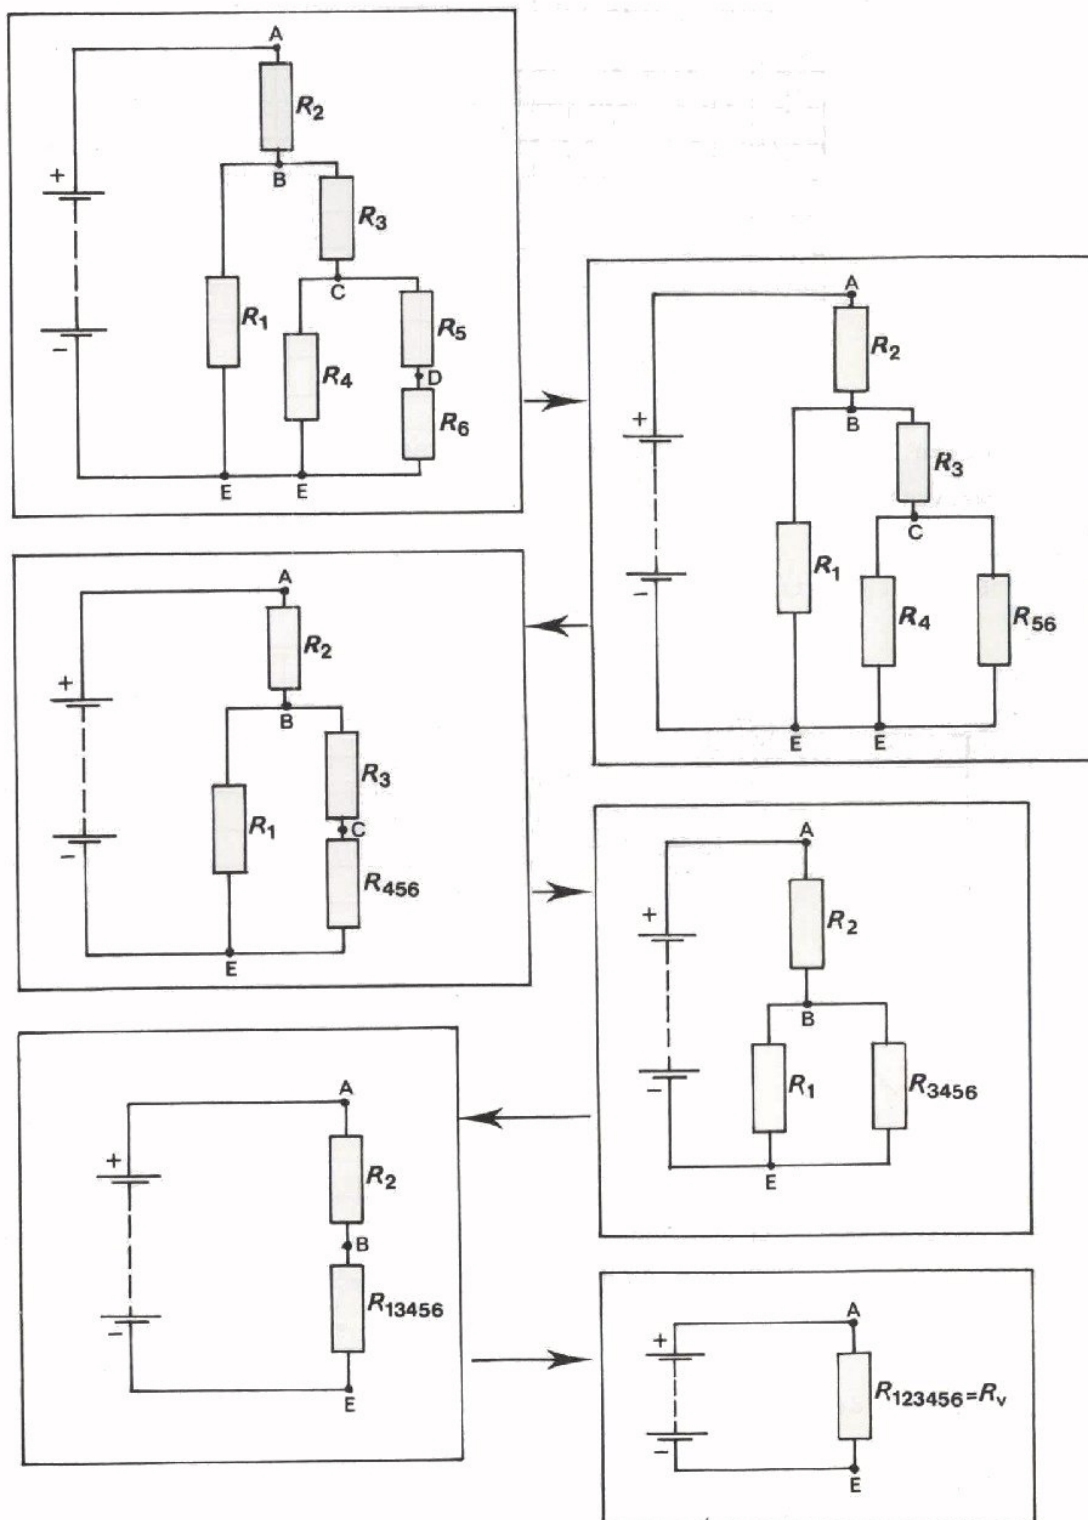 A
R2
+
B
R3
C
R1
R5
R4
D
R6
−
E
E
A
R2
+
B
R3
C
R1
R4
R56
−
E
E
A
R2
+
B
R3
R1
C
R456
−
E
A
+
R2
B
R1
R3456
−
E
A
+
R2
B
R13456
−
E
A
+
R123456=Rv
−
E